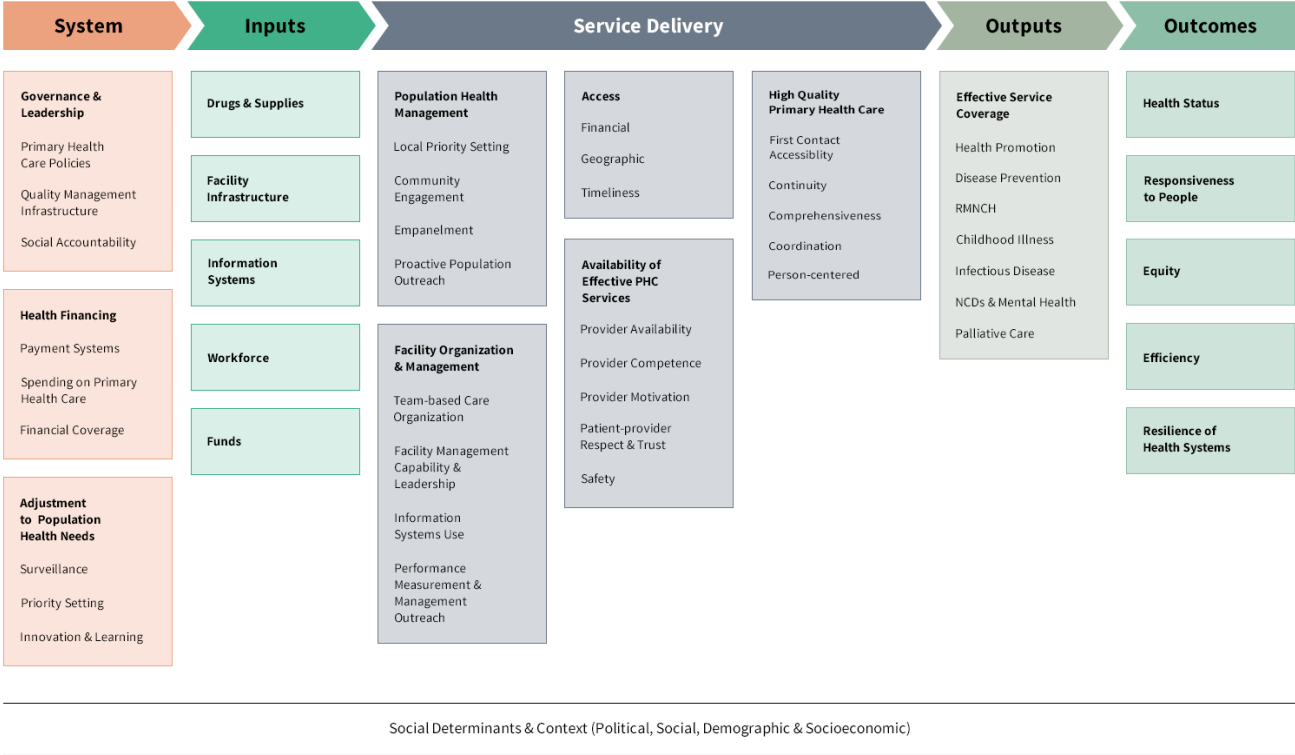 System
Inputs
Service Delivery
Outputs
Outcomes
Governance &
Leadership
Primary Health
Care Policies
Quality Management
Infrastructure
Social Accountability
Health Financing
Payment Systems
Spending on Primary
Health Care
Financial Coverage
Adjustment
to Population
Health Needs
Surveillance
Priority Setting
Innovation & Learning
Drugs & Supplies
Facility
Infrastructure
Information
Systems
Workforce
Funds
Population Health
Management
Local Priority Setting
Community
Engagement
Empanelment
Proactive Population
Outreach
Facility Organization
& Management
Team-based Care
Organization
Facility Management
Capability &
Leadership
Information
Systems Use
Performance
Measurement &
Management
Outreach
Access
Financial
Geographic
Timeliness
Availability of
Effective PHC
Services
Provider Availability
Provider Competence
Provider Motivation
Patient-provider
Respect & Trust
Safety
High Quality
Primary Health Care
First Contact
Accessiblity
Continuity
Comprehensiveness
Coordination
Person-centered
Effective Service
Coverage
Health Promotion
Disease Prevention
RMNCH
Childhood Illness
Infectious Disease
NCDs & Mental Health
Palliative Care
Health Status
Responsiveness
to People
Equity
Efficiency
Resilience of
Health Systems
Social Determinants & Context (Political, Social, Demographic & Socioeconomic)